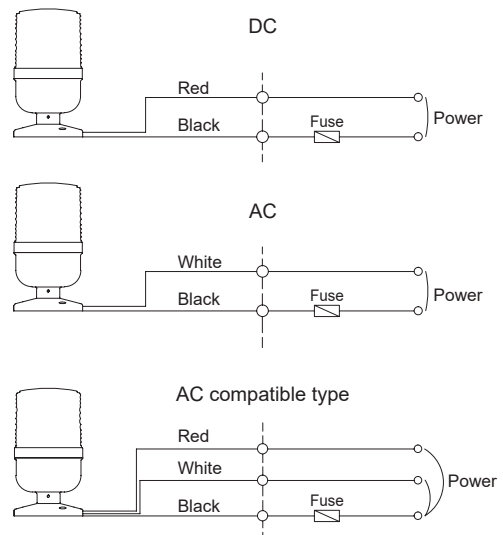 DC
Red
Black
Fuse
Power
AC
White
Black
Fuse
Power
AC compatible type
Red
White
Black
Fuse
Power